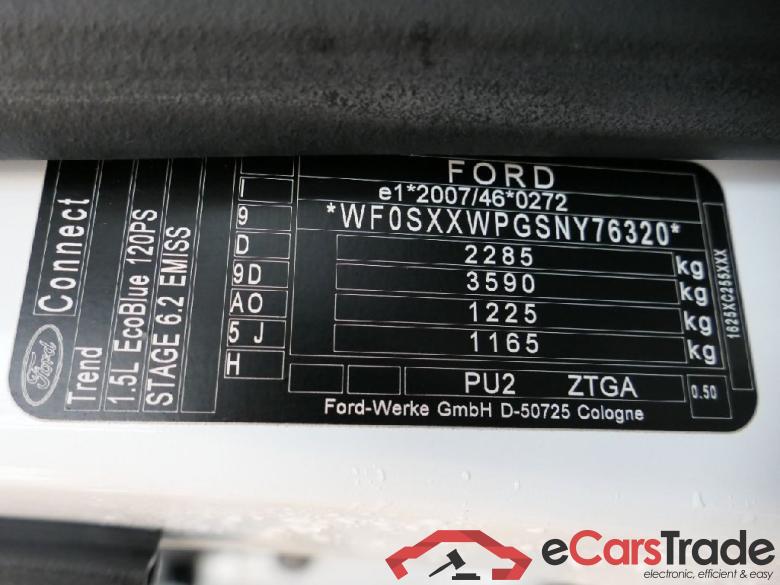 FORD
e1*2007/46*0272
*WF0SXXWPGSNY76320*
2285 kg
3590 kg
1225 kg
1165 kg
PU2 ZTGA 0.50
Ford-Werke GmbH D-50725 Cologne
I
9
D
9D
AO
5 J
H
Ford Connect
Trend
1.5L EcoBlue 120PS
STAGE 6.2 EMISS
1625XC255XXX
eCarsTrade
electronic, efficient & easy